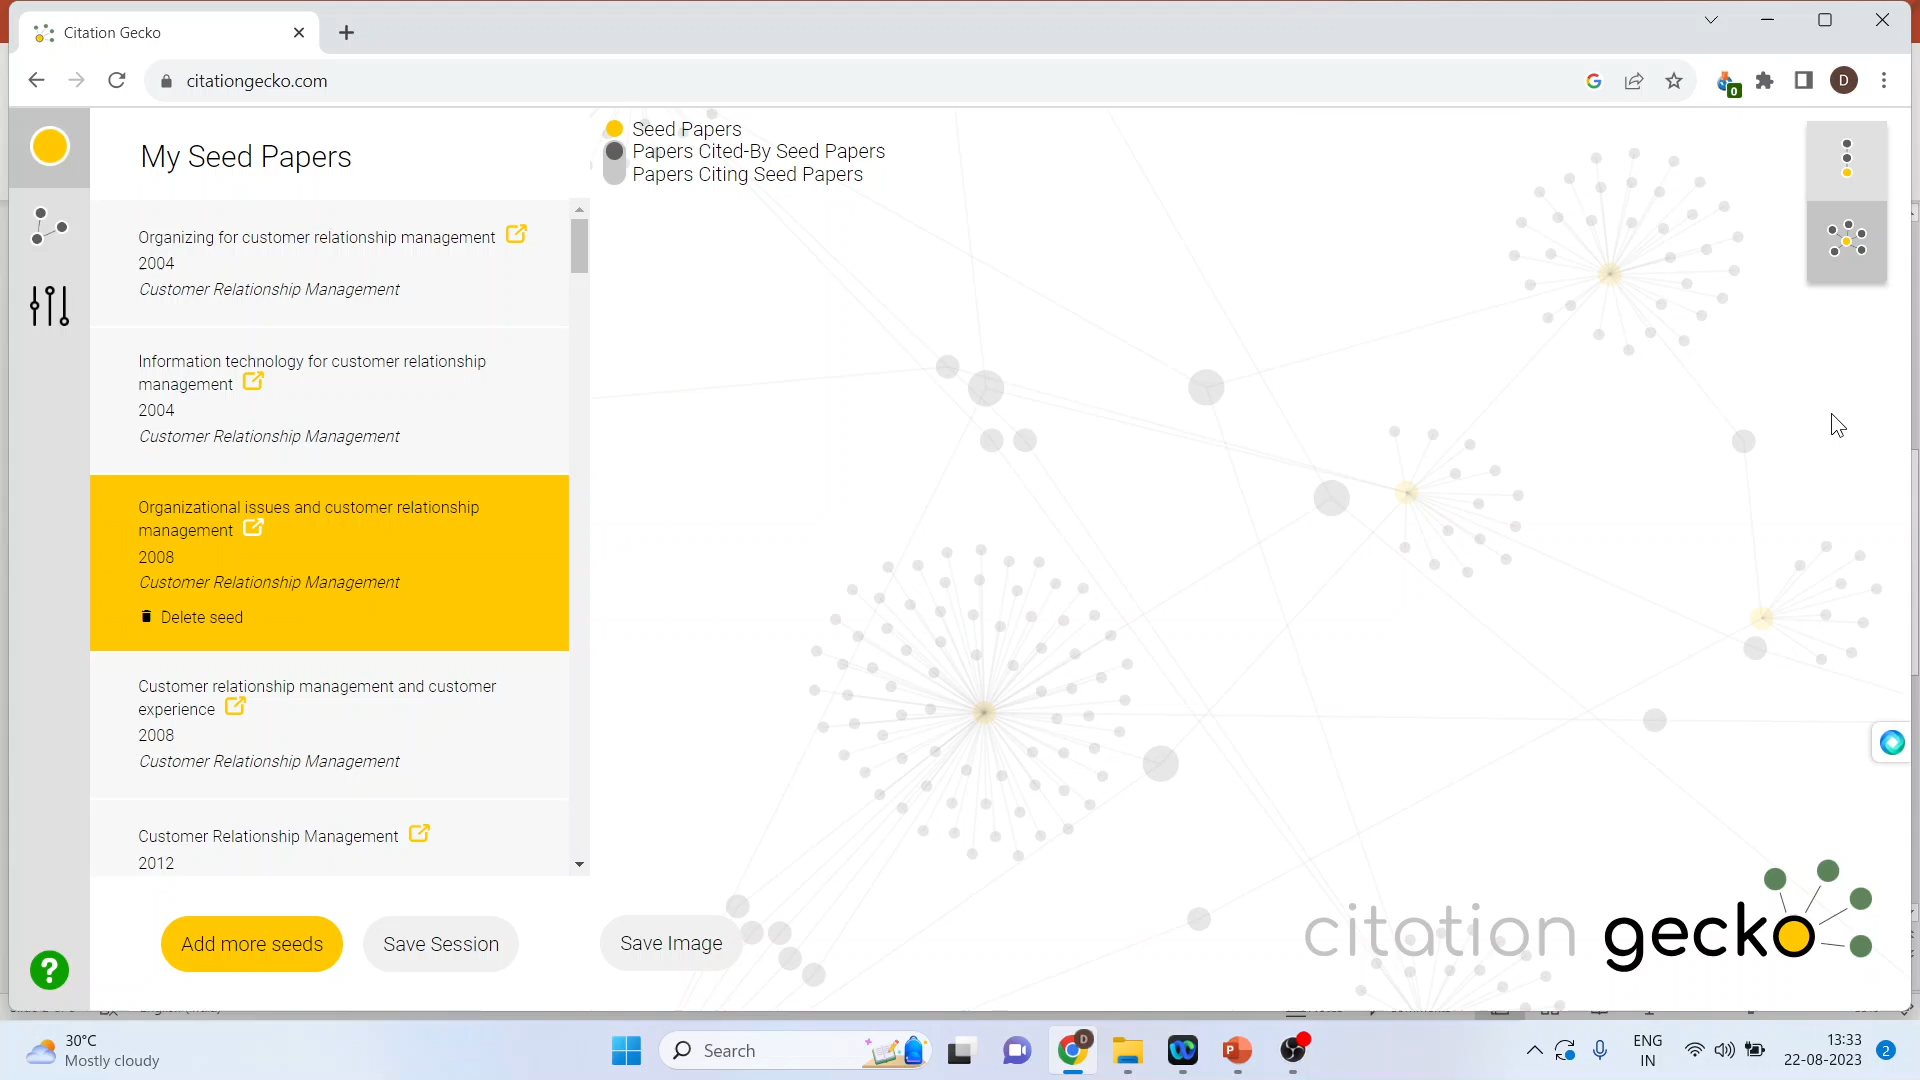 Citation Gecko
citationgecko.com
D
0
My Seed Papers
Seed Papers
Papers Cited-By Seed Papers
Papers Citing Seed Papers
Organizing for customer relationship management
2004
Customer Relationship Management
Information technology for customer relationship
management
2004
Customer Relationship Management
Organizational issues and customer relationship
management
2008
Customer Relationship Management
Delete seed
Customer relationship management and customer
experience
2008
Customer Relationship Management
Customer Relationship Management
2012
Add more seeds
Save Session
Save Image
citation gecko
?
30°C
Mostly cloudy
Search
D
P
ENG
IN
13:33
22-08-2023
2